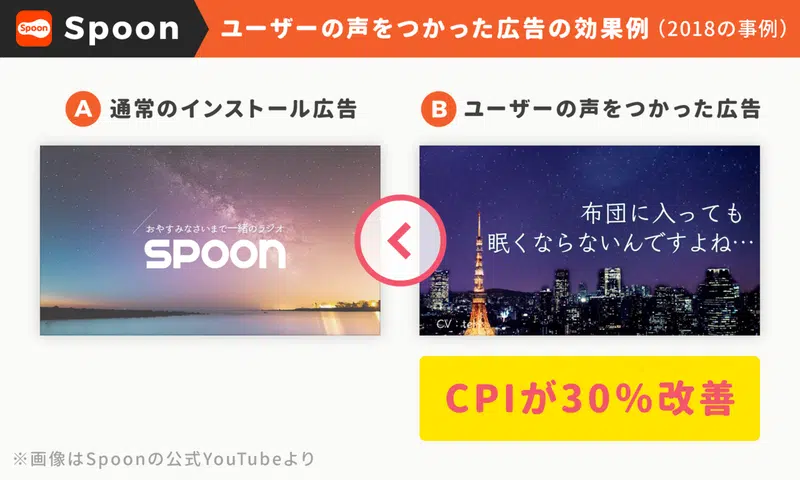 Spoon
Spoon
ユーザーの声をつかった広告の効果例（2018の事例）
A 通常のインストール広告
B ユーザーの声をつかった広告
おやすみなさいまで一緒のラジオ
SPOON
布団に入っても
眠くならないんですよね…
CV：
CPIが30%改善
※画像はSpoonの公式YouTubeより